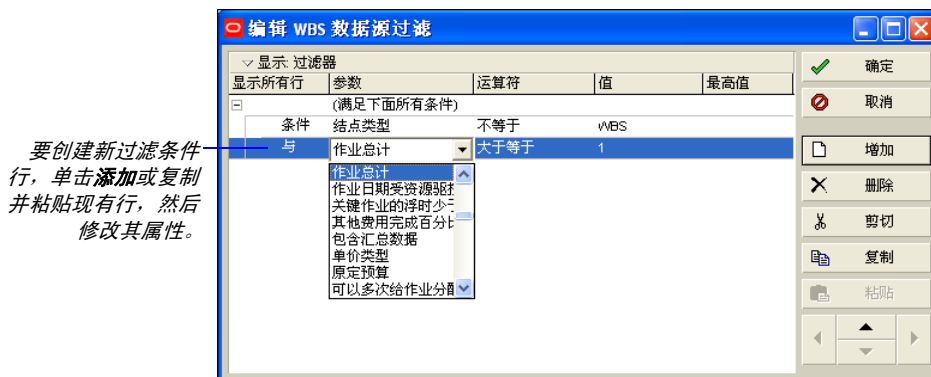 编辑 WBS 数据源过滤
显示: 过滤器
显示所有行 参数 运算符 值 最高值
(满足下面所有条件)
条件 结点类型 不等于 WBS
与 作业总计 大于等于 1
作业总计
作业日期受资源驱
关键作业的浮时少于
其他费用完成百分比
包含汇总数据
单价类型
原定预算
可以多次给作业分配
确定
取消
增加
删除
剪切
复制
粘贴
要创建新过滤条件
行，单击添加或复制
并粘贴现有行，然后
修改其属性。